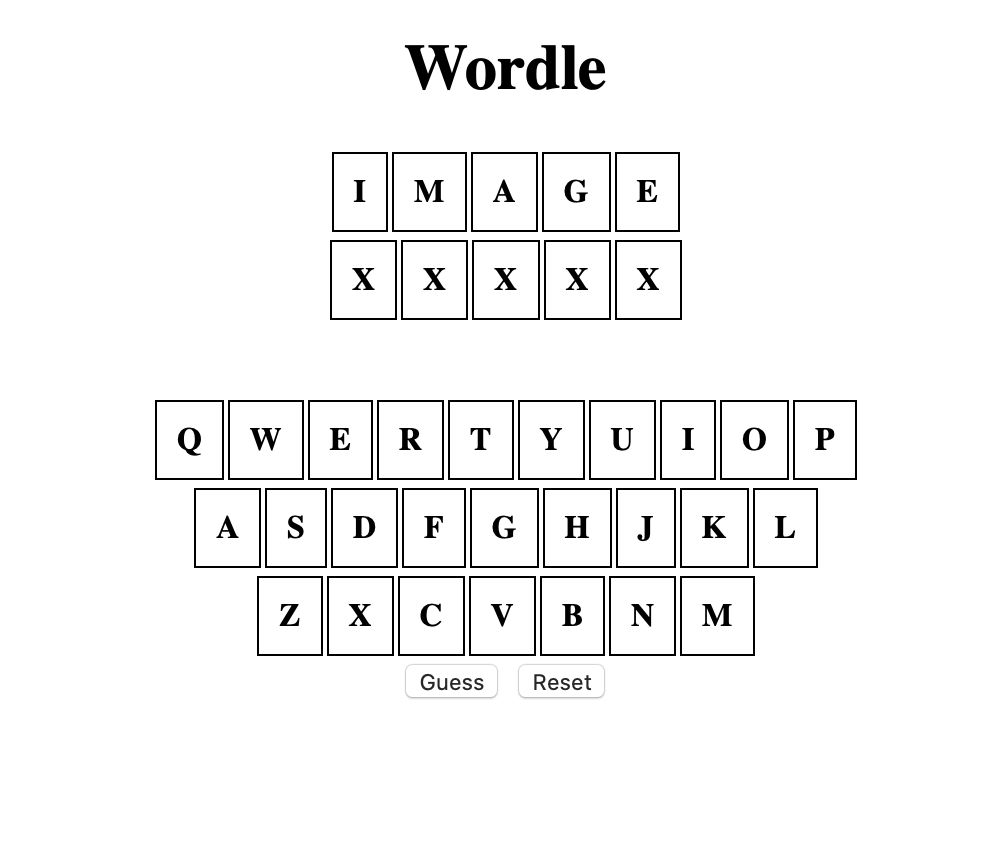 Wordle
I M A G E
X X X X X
Q W E R T Y U I O P
A S D F G H J K L
Z X C V B N M
Guess Reset